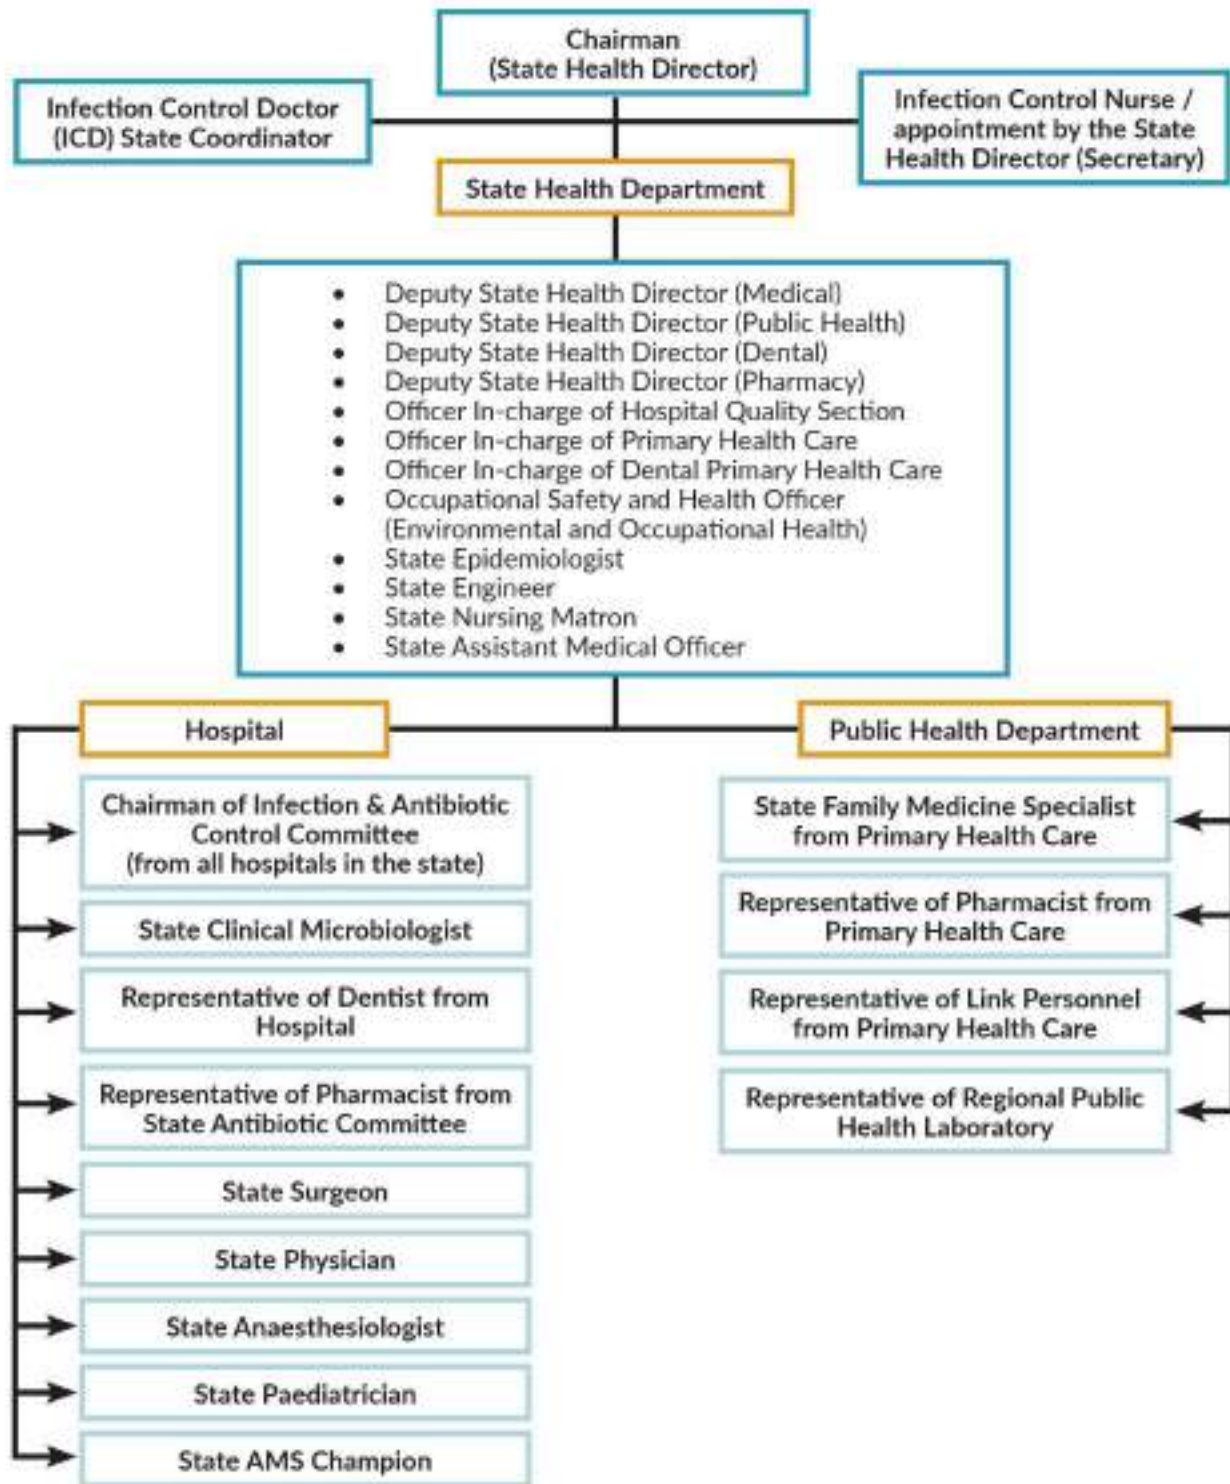 Chairman
(State Health Director)
Infection Control Doctor
(ICD) State Coordinator
Infection Control Nurse /
appointment by the State
Health Director (Secretary)
State Health Department
• Deputy State Health Director (Medical)
• Deputy State Health Director (Public Health)
• Deputy State Health Director (Dental)
• Deputy State Health Director (Pharmacy)
• Officer In-charge of Hospital Quality Section
• Officer In-charge of Primary Health Care
• Officer In-charge of Dental Primary Health Care
• Occupational Safety and Health Officer
(Environmental and Occupational Health)
• State Epidemiologist
• State Engineer
• State Nursing Matron
• State Assistant Medical Officer
Hospital
Chairman of Infection & Antibiotic
Control Committee
(from all hospitals in the state)
State Clinical Microbiologist
Representative of Dentist from
Hospital
Representative of Pharmacist from
State Antibiotic Committee
State Surgeon
State Physician
State Anaesthesiologist
State Paediatrician
State AMS Champion
Public Health Department
State Family Medicine Specialist
from Primary Health Care
Representative of Pharmacist from
Primary Health Care
Representative of Link Personnel
from Primary Health Care
Representative of Regional Public
Health Laboratory